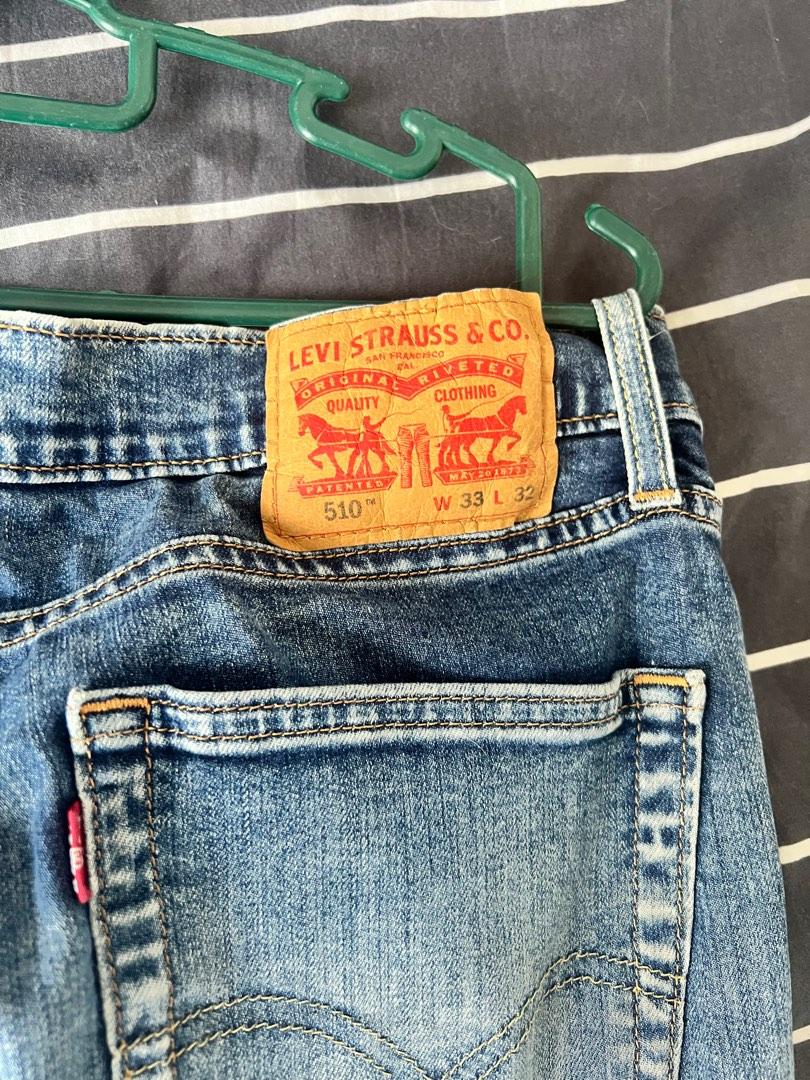 LEVI STRAUSS & CO.
SAN FRANCISCO
CAL.
ORIGINAL RIVETED
QUALITY CLOTHING
PATENTED MAY 20 1873
510™ W 33 L 32